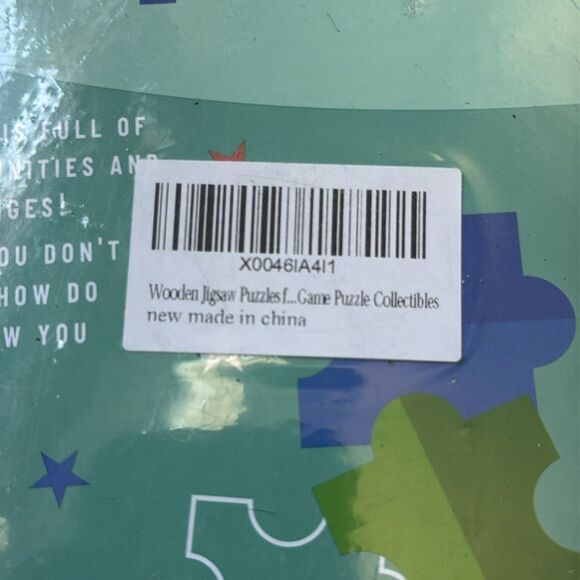 IS FULL OF
NITIES AND
GES!
OU DON'T
HOW DO
W YOU
X0046IA4I1
Wooden Jigsaw Puzzles f...Game Puzzle Collectibles
new made in china